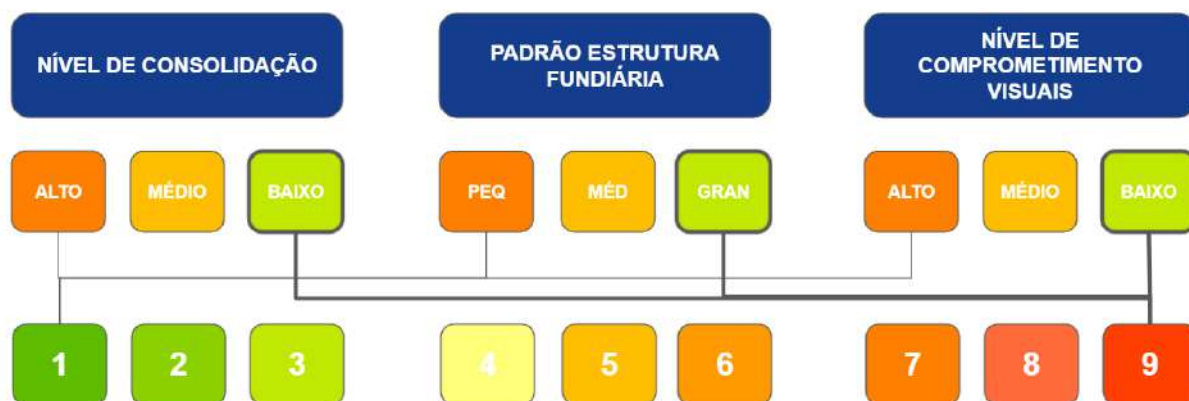 NÍVEL DE CONSOLIDAÇÃO
PADRÃO ESTRUTURA
FUNDIÁRIA
NÍVEL DE
COMPROMETIMENTO
VISUAIS
ALTO
MÉDIO
BAIXO
PEQ
MÉD
GRAN
ALTO
MÉDIO
BAIXO
1
2
3
4
5
6
7
8
9